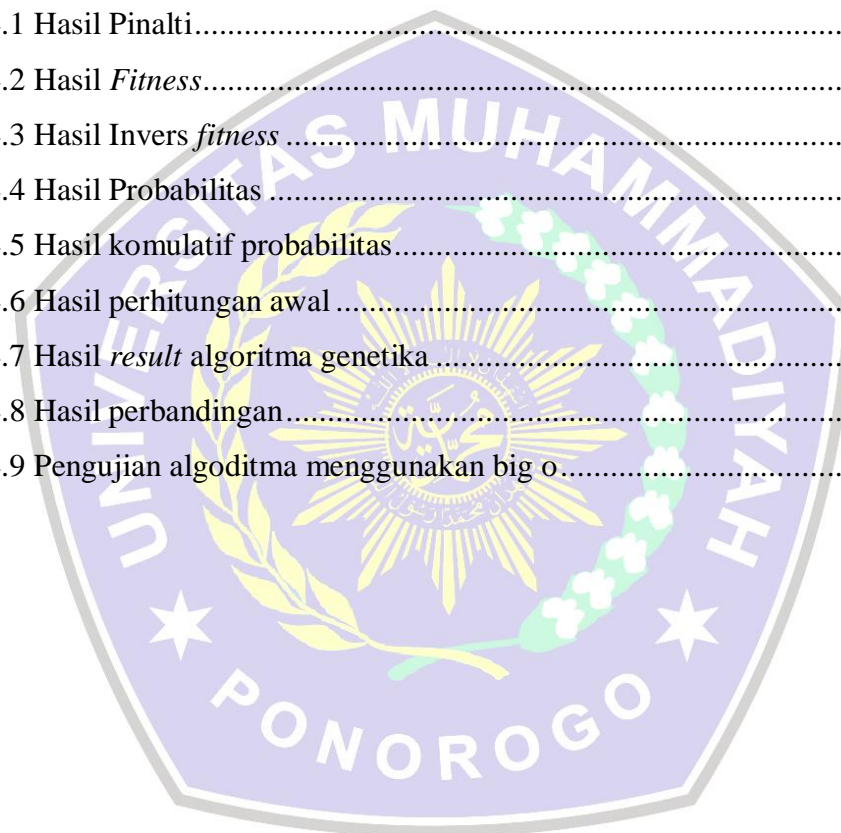 .1 Hasil Pinalti
.2 Hasil Fitness
.3 Hasil Invers fitness
.4 Hasil Probabilitas
.5 Hasil komulatif probabilitas
.6 Hasil perhitungan awal
.7 Hasil result algoritma genetika
.8 Hasil perbandingan
.9 Pengujian algoditma menggunakan big o
UNIVERSITAS MUHAMMADIYAH
PONOROGO